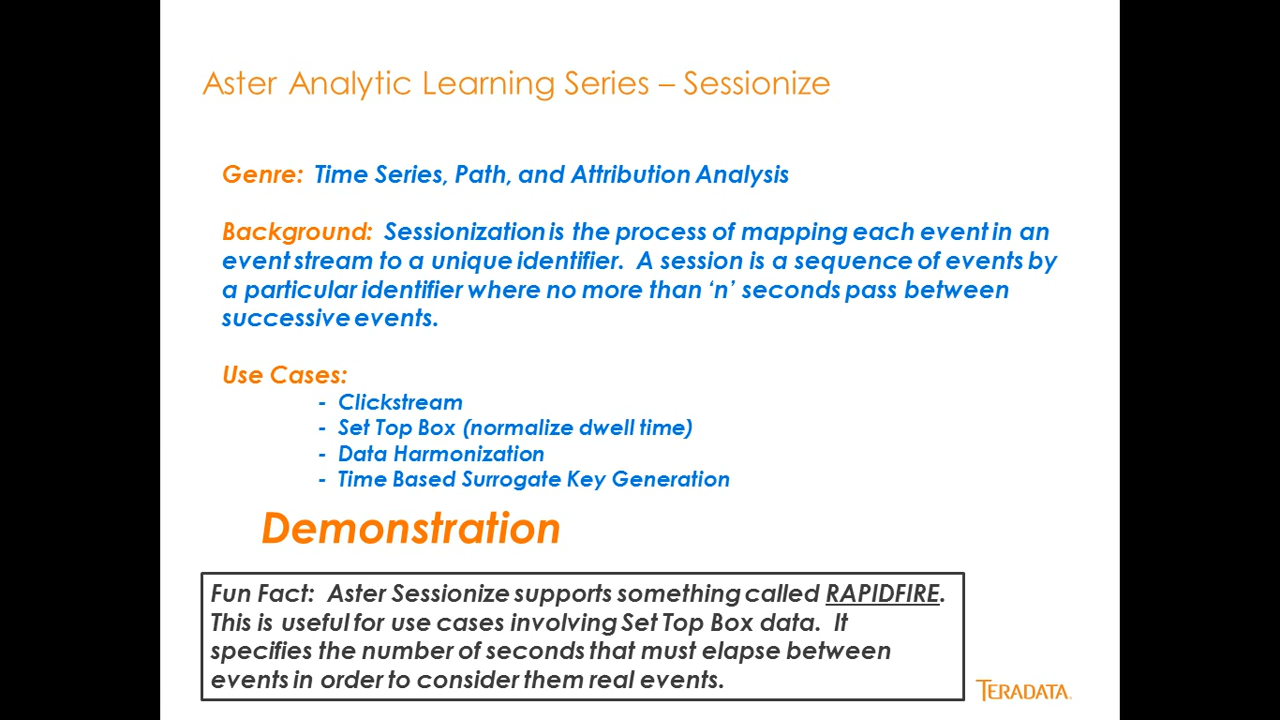 Aster Analytic Learning Series – Sessionize
Genre: Time Series, Path, and Attribution Analysis
Background: Sessionization is the process of mapping each event in an
event stream to a unique identifier. A session is a sequence of events by
a particular identifier where no more than ‘n’ seconds pass between
successive events.
Use Cases:
- Clickstream
- Set Top Box (normalize dwell time)
- Data Harmonization
- Time Based Surrogate Key Generation
Demonstration
Fun Fact: Aster Sessionize supports something called RAPIDFIRE.
This is useful for use cases involving Set Top Box data. It
specifies the number of seconds that must elapse between
events in order to consider them real events.
TERADATA.